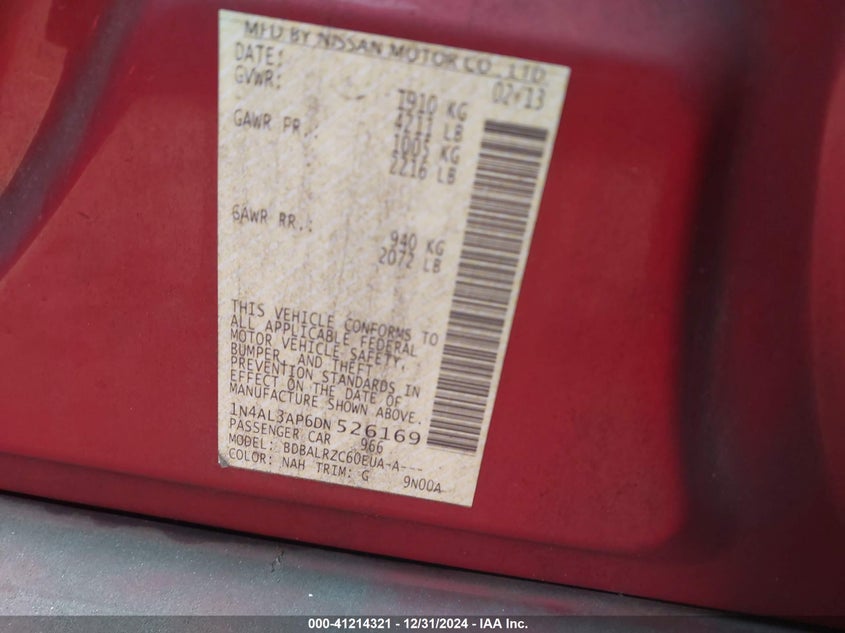 MFD BY NISSAN MOTOR CO., LTD.
DATE: 02/13
GVWR: 1910 KG
4211 LB
GAWR FR.: 1005 KG
2216 LB
GAWR RR.: 940 KG
2072 LB
THIS VEHICLE CONFORMS TO
ALL APPLICABLE FEDERAL
MOTOR VEHICLE SAFETY,
BUMPER, AND THEFT
PREVENTION STANDARDS IN
EFFECT ON THE DATE OF
MANUFACTURE SHOWN ABOVE.
1N4AL3AP6DN526169
PASSENGER CAR 966
MODEL: BDBALRZC60EUA-A---
COLOR: NAH TRIM: G 9N00A
000-41214321 / 12/31/2024 - IAA Inc.